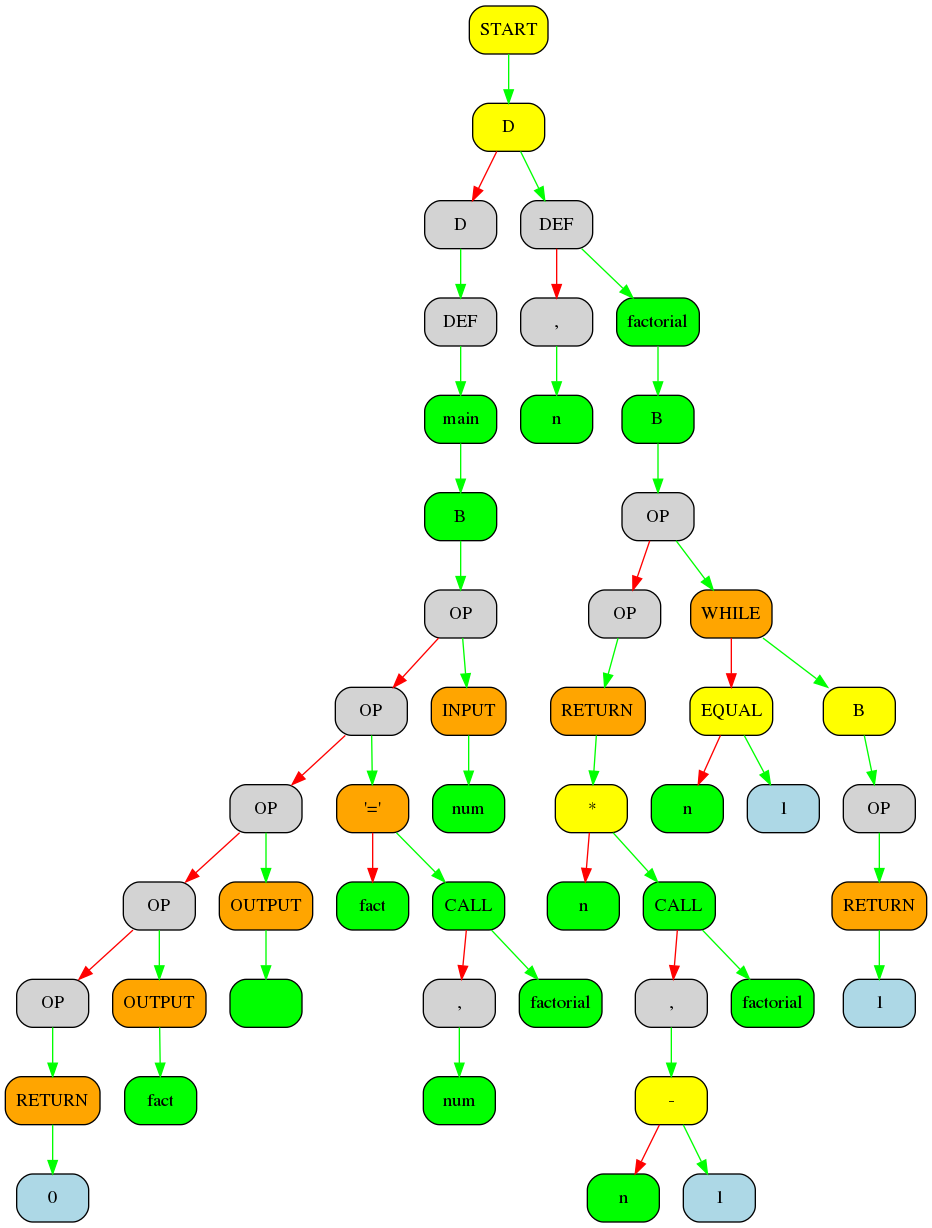 START
D
D
DEF
DEF
,
factorial
main
n
B
B
OP
OP
OP
WHILE
OP
INPUT
RETURN
EQUAL
B
OP
'='
num
*
n
1
OP
OP
OUTPUT
fact
CALL
n
CALL
RETURN
OP
OUTPUT
,
factorial
,
factorial
1
RETURN
fact
num
-
0
n
1